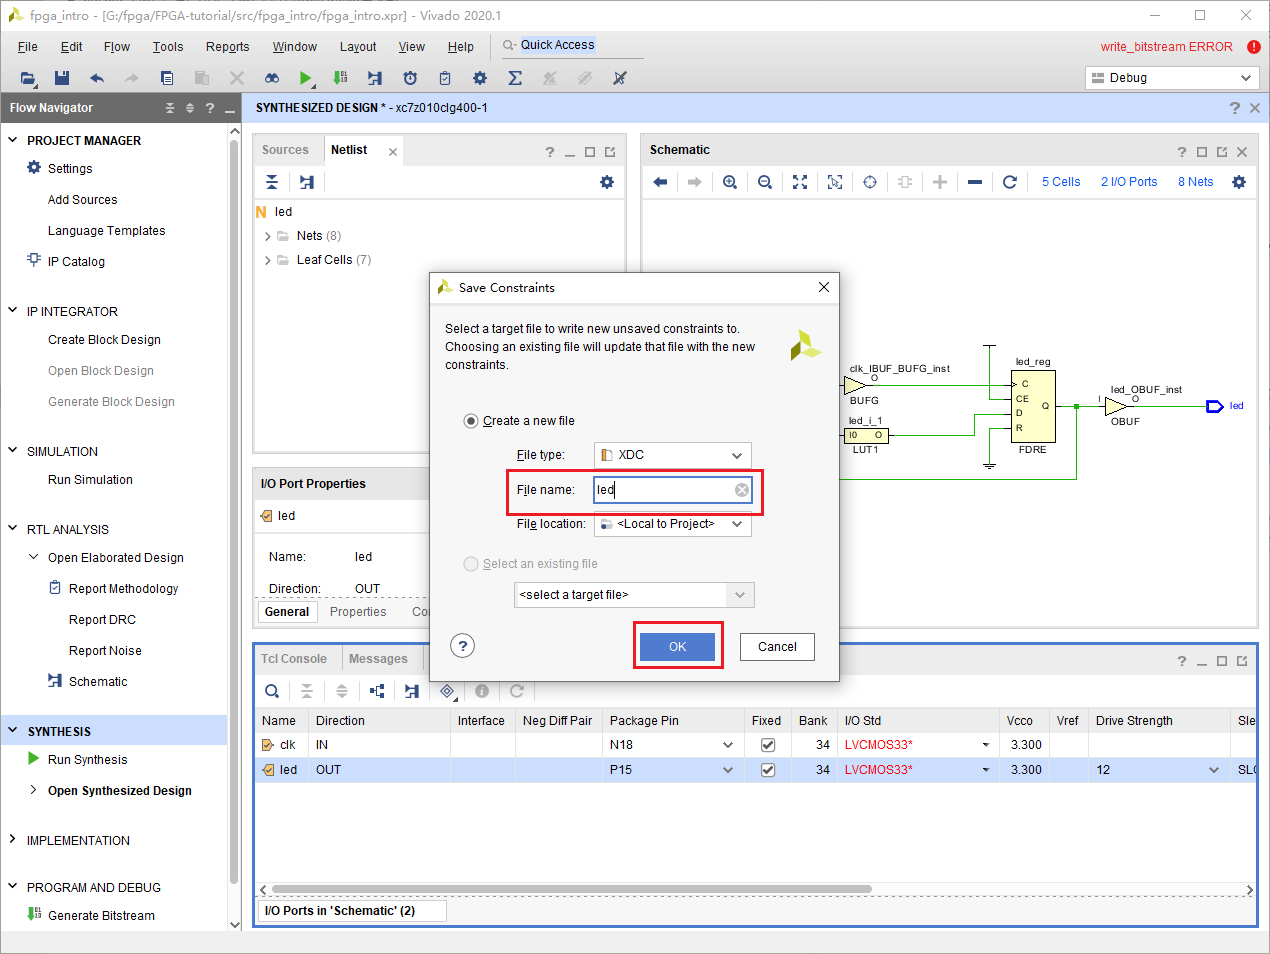 fpga_intro - [G:/fpga/FPGA-tutorial/src/fpga_intro/fpga_intro.xpr] - Vivado 2020.1
File Edit Flow Tools Reports Window Layout View Help Quick Access
write_bitstream ERROR
Debug
Flow Navigator
SYNTHESIZED DESIGN * - xc7z010clg400-1
PROJECT MANAGER
Settings
Add Sources
Language Templates
IP Catalog
IP INTEGRATOR
Create Block Design
Open Block Design
Generate Block Design
SIMULATION
Run Simulation
RTL ANALYSIS
Open Elaborated Design
Report Methodology
Report DRC
Report Noise
Schematic
SYNTHESIS
Run Synthesis
Open Synthesized Design
IMPLEMENTATION
PROGRAM AND DEBUG
Generate Bitstream
Sources Netlist
N led
Nets (8)
Leaf Cells (7)
Schematic
5 Cells 2 I/O Ports 8 Nets
clk_IBUF_BUFG_inst
O
BUFG
led_i_1
I0 O
LUT1
led_reg
C
CE
D
R
Q
FDRE
led_OBUF_inst
I O
OBUF
led
I/O Port Properties
led
Name: led
Direction: OUT
General Properties Co
Save Constraints
Select a target file to write new unsaved constraints to.
Choosing an existing file will update that file with the new
constraints.
Create a new file
File type: XDC
File name: led
File location: <Local to Project>
Select an existing file
<select a target file>
? OK Cancel
Tcl Console Messages
Name Direction Interface Neg Diff Pair Package Pin Fixed Bank I/O Std Vcco Vref Drive Strength Sle
clk IN N18 34 LVCMOS33* 3.300
led OUT P15 34 LVCMOS33* 3.300 12 SLO
I/O Ports in 'Schematic' (2)